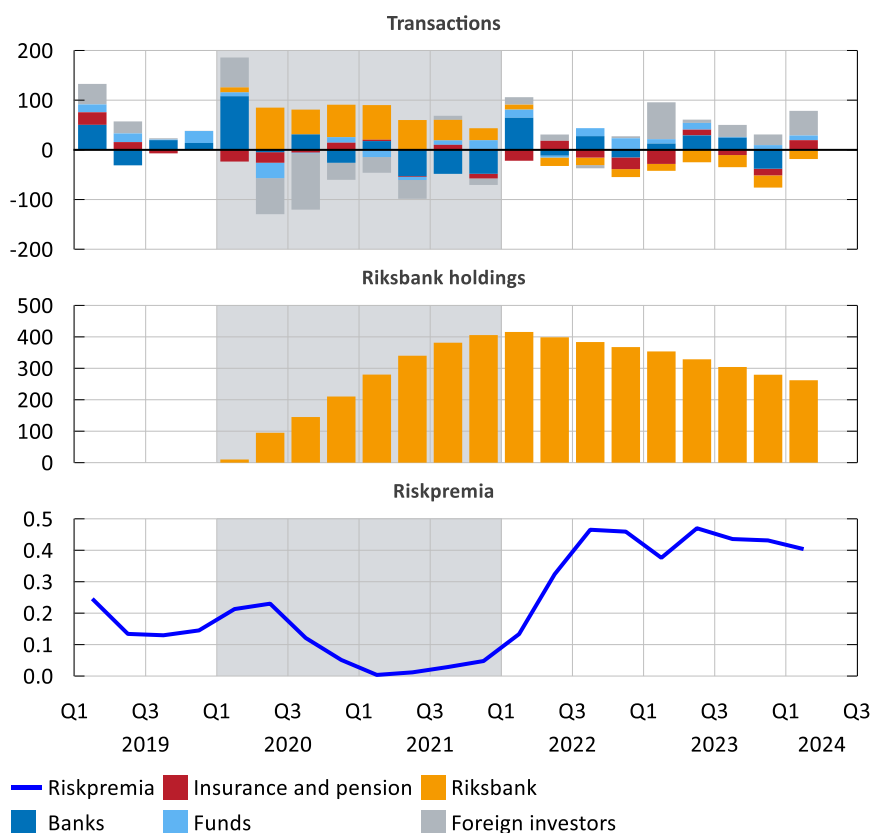 Transactions
200
100
0
-100
-200
Riksbank holdings
500
400
300
200
100
0
Riskpremia
0.5
0.4
0.3
0.2
0.1
0.0
Q1 Q3 Q1 Q3 Q1 Q3 Q1 Q3 Q1 Q3 Q1 Q3
2019 2020 2021 2022 2023 2024
Riskpremia Insurance and pension Riksbank
Banks Funds Foreign investors